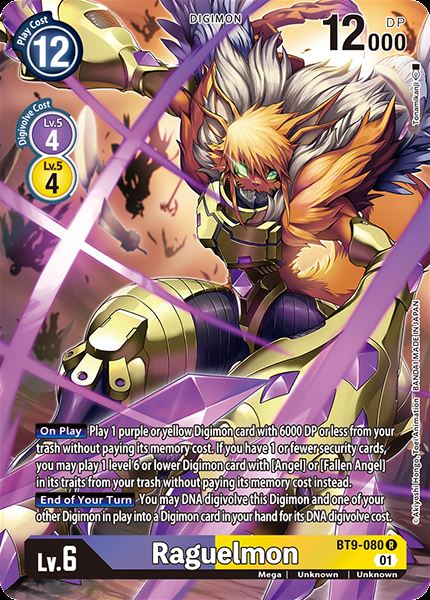 Play Cost
12
DIGIMON
DP
12000
Tonamikanji
Digivolve Cost
Lv.5
4
Lv.5
4
©Akiyoshi Hongo, Toei Animation BANDAI MADE IN JAPAN
On Play Play 1 purple or yellow Digimon card with 6000 DP or less from your
trash without paying its memory cost. If you have 1 or fewer security cards,
you may play 1 level 6 or lower Digimon card with [Angel] or [Fallen Angel]
in its traits from your trash without paying its memory cost instead.
End of Your Turn You may DNA digivolve this Digimon and one of your
other Digimon in play into a Digimon card in your hand for its DNA digivolve cost.
Lv.6
Raguelmon
BT9-080 R
01
Mega | Unknown | Unknown